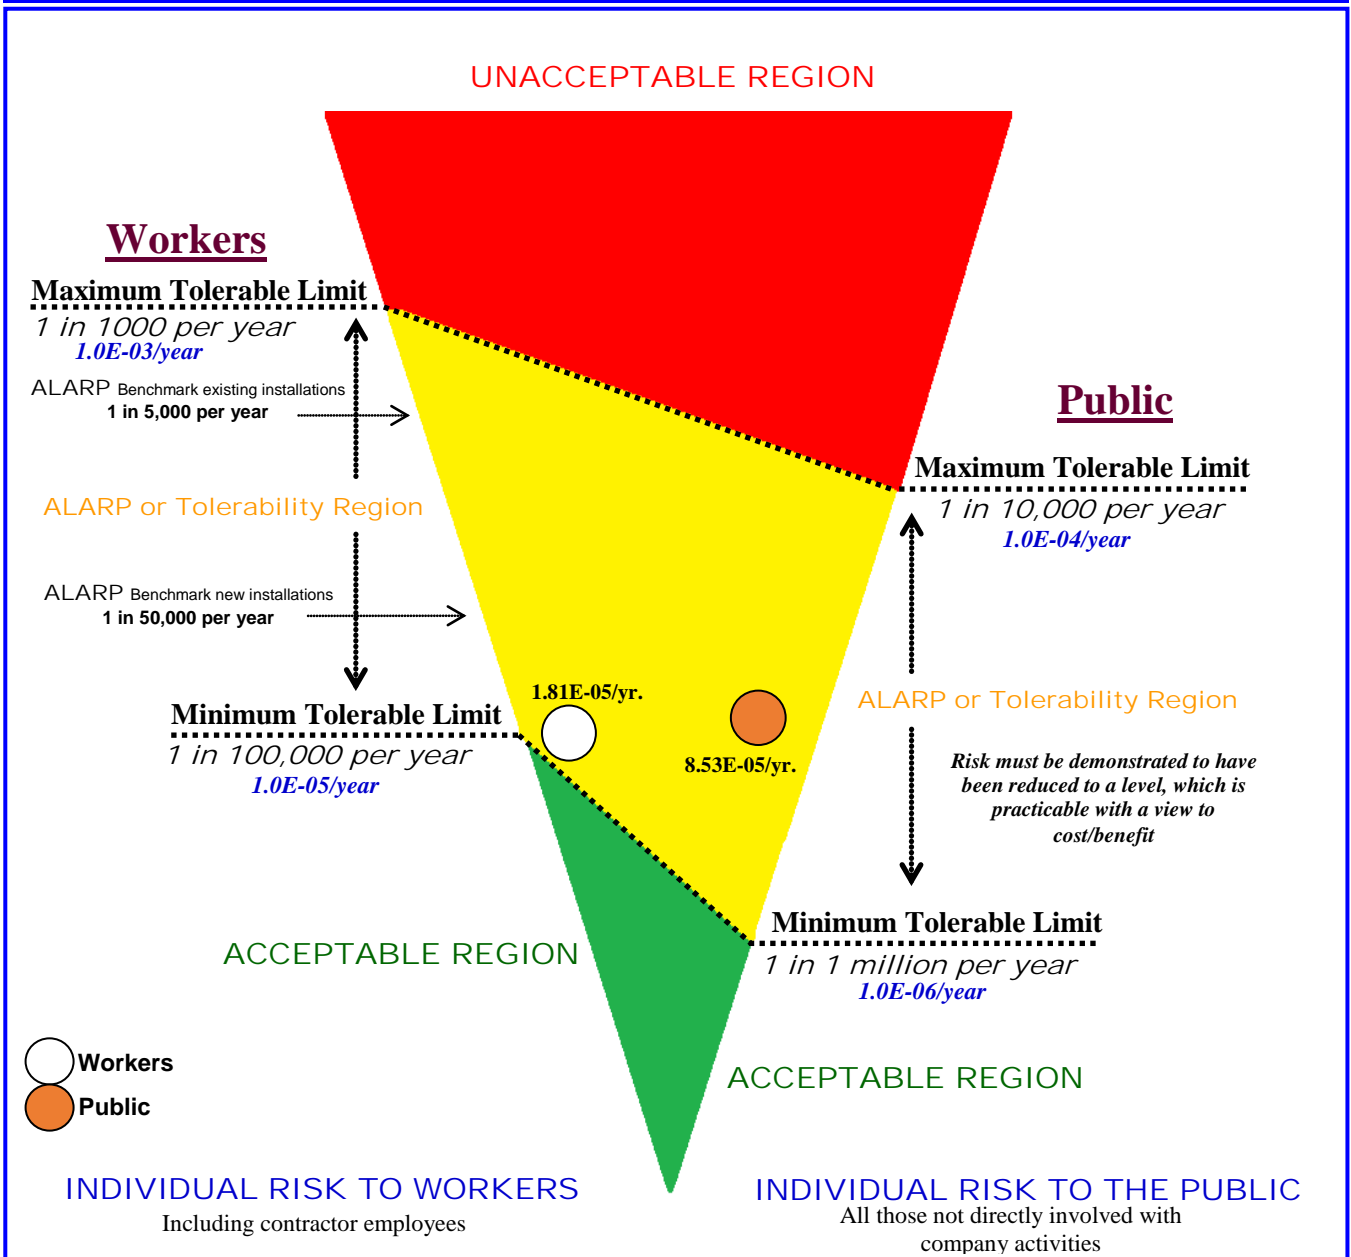 UNACCEPTABLE REGION
Workers
Maximum Tolerable Limit
1 in 1000 per year
1.0E-03/year
ALARP Benchmark existing installations
1 in 5,000 per year
ALARP or Tolerability Region
ALARP Benchmark new installations
1 in 50,000 per year
Minimum Tolerable Limit
1 in 100,000 per year
1.0E-05/year
1.81E-05/yr.
8.53E-05/yr.
Public
Maximum Tolerable Limit
1 in 10,000 per year
1.0E-04/year
ALARP or Tolerability Region
Risk must be demonstrated to have
been reduced to a level, which is
practicable with a view to
cost/benefit
Minimum Tolerable Limit
1 in 1 million per year
1.0E-06/year
ACCEPTABLE REGION
ACCEPTABLE REGION
Workers
Public
INDIVIDUAL RISK TO WORKERS
Including contractor employees
INDIVIDUAL RISK TO THE PUBLIC
All those not directly involved with
company activities